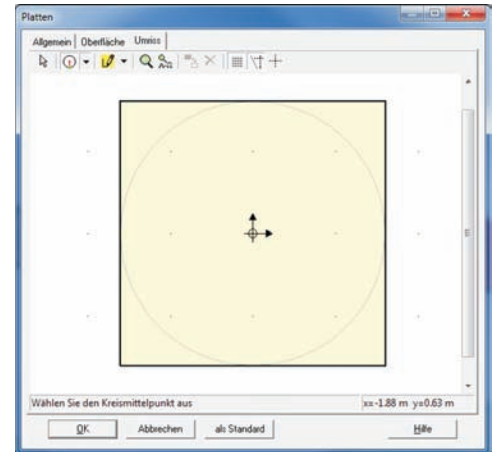 Platten
Allgemein Oberfläche Umriss
Wählen Sie den Kreismittelpunkt aus x=-1.88 m y=0.63 m
OK Abbrechen als Standard Hilfe